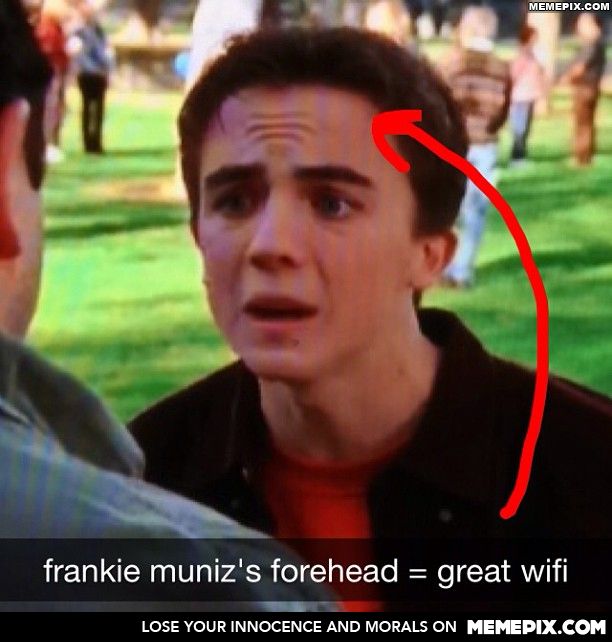 MEMEPIX.COM
frankie muniz's forehead = great wifi
LOSE YOUR INNOCENCE AND MORALS ON MEMEPIX.COM